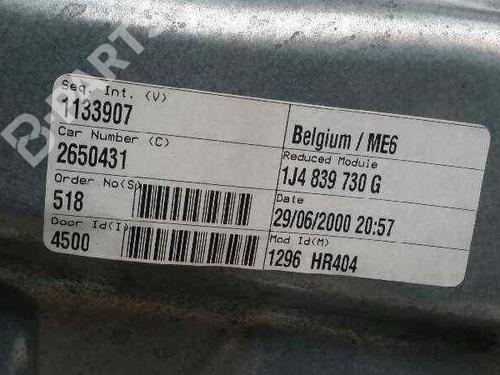 B-PARTS
Seq. Int. (V)
1133907
Car Number (C)
2650431
Order No(S)
518
Door Id(I)
4500
Belgium / ME6
Reduced Module
1J4 839 730 G
Date
29/06/2000 20:57
Mod Id(M)
1296 HR404